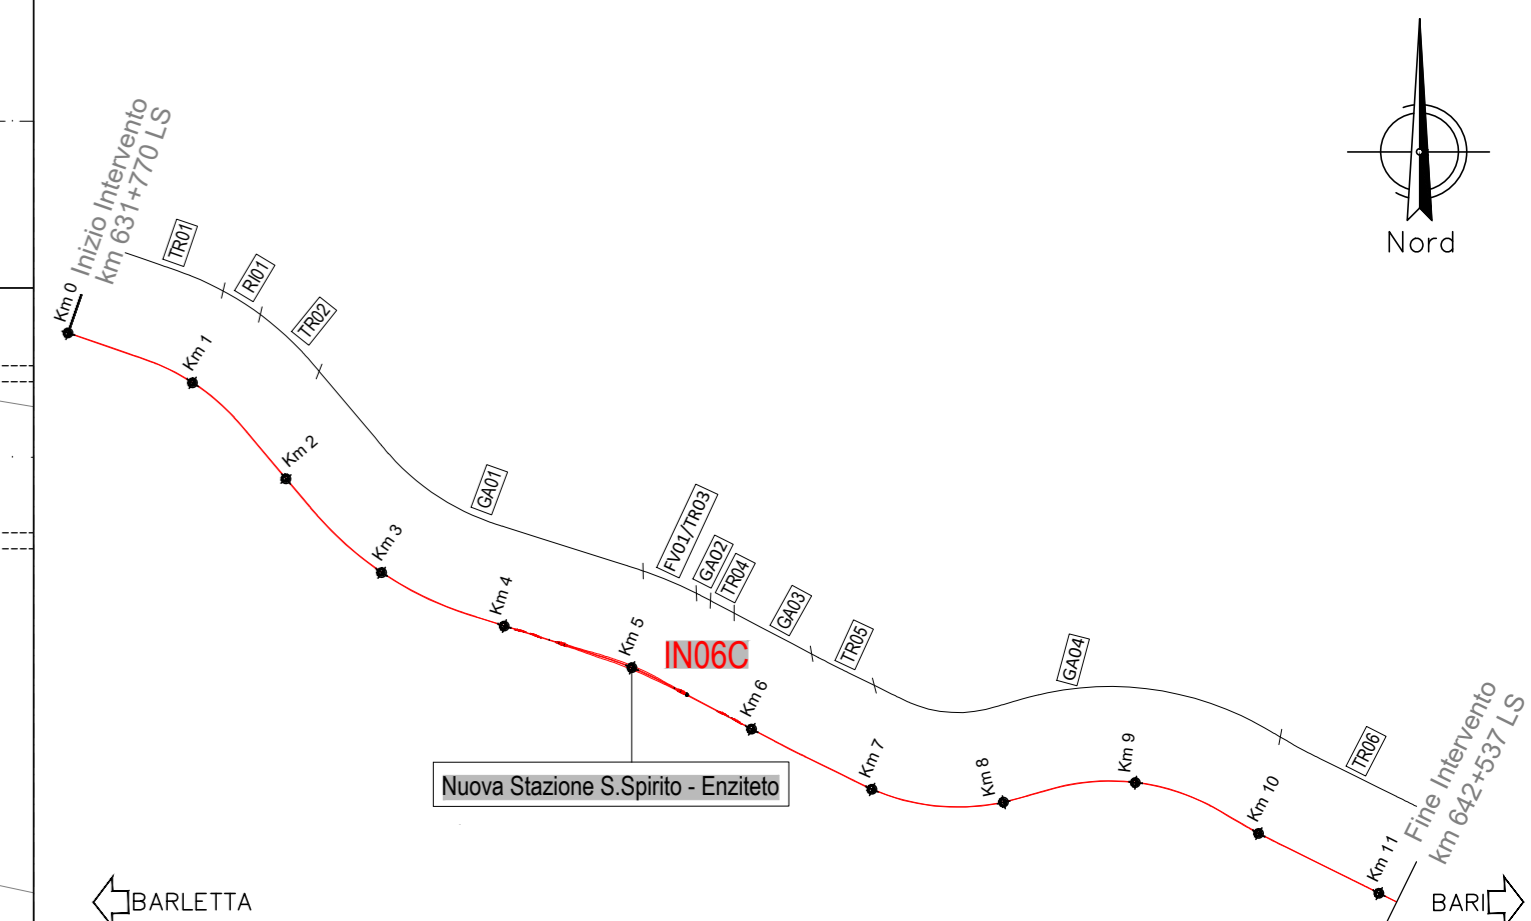 Inizio Intervento
km 631+770 LS
TR01
RI01
TR02
Nord
Km 0
Km 1
Km 2
GA01
Km 3
FV01/TR03
GA02
TR04
GA03
TR05
GA04
TR06
Km 4
Km 5
IN06C
Km 6
Km 7
Km 8
Km 9
Km 10
Km 11
Nuova Stazione S.Spirito - Enziteto
Fine Intervento
km 642+537 LS
BARLETTA
BARI